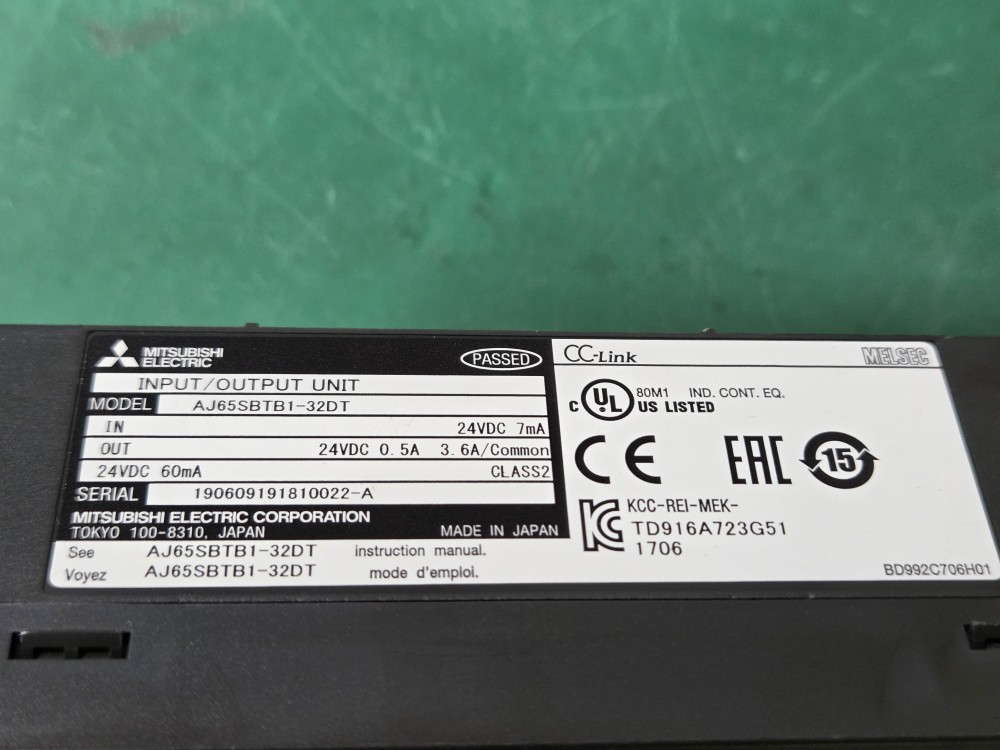 MITSUBISHI
ELECTRIC
PASSED
INPUT/OUTPUT UNIT
MODEL AJ65SBTB1-32DT
IN 24VDC 7mA
OUT 24VDC 0.5A 3.6A/Common
24VDC 60mA CLASS2
SERIAL 190609191810022-A
MITSUBISHI ELECTRIC CORPORATION
TOKYO 100-8310, JAPAN MADE IN JAPAN
See AJ65SBTB1-32DT instruction manual.
Voyez AJ65SBTB1-32DT mode d'emploi.
CC-Link MELSEC
C UL 80M1 IND. CONT. EQ.
US LISTED
CE EAC 15
KC KCC-REI-MEK-
TD916A723G51
1706
BD992C706H01